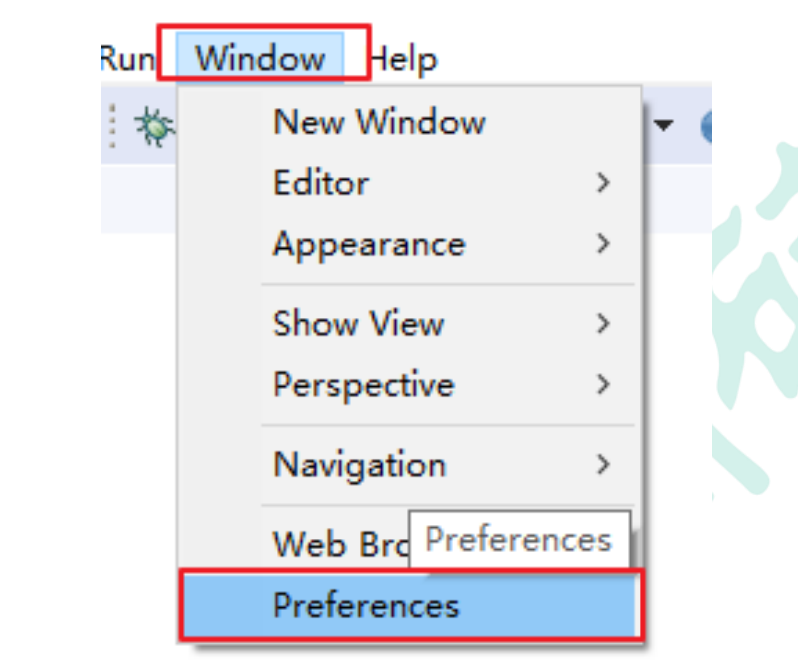 Run Window Help
New Window
Editor
Appearance
Show View
Perspective
Navigation
Web Bro Preferences
Preferences